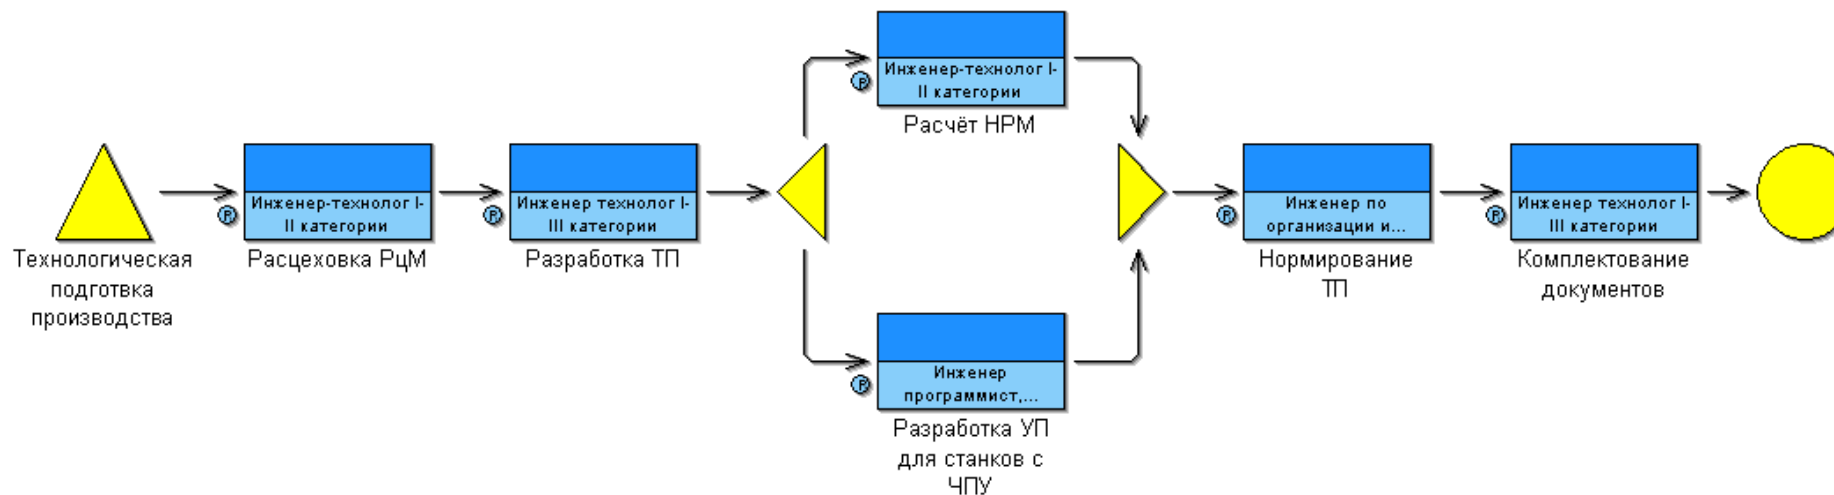 Инженер-технолог I-
II категории
Расчёт НРМ
Технологическая
подготвка
производства
P
Инженер-технолог I-
II категории
Расцеховка РцМ
P
Инженер технолог I-
III категории
Разработка ТП
P
P
Инженер
программист,...
Разработка УП
для станков с
ЧПУ
P
Инженер по
организации и...
Нормирование
ТП
P
Инженер технолог I-
III категории
Комплектование
документов
P